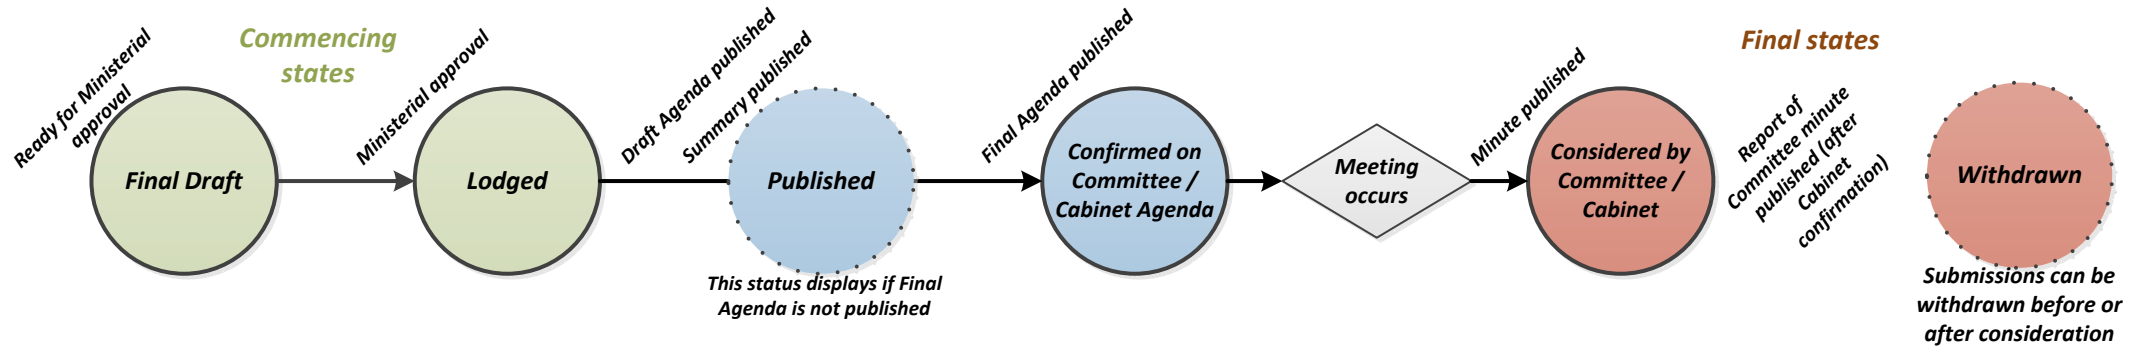 Ready for Ministerial
approval
Commencing
states
Ministerial approval
Draft Agenda published
Summary published
Final Agenda published
Minute published
Final states
Report of
Committee minute
published (after
Cabinet
confirmation)
Final Draft
Lodged
Published
Confirmed on
Committee /
Cabinet Agenda
Meeting
occurs
Considered by
Committee /
Cabinet
Withdrawn
This status displays if Final
Agenda is not published
Submissions can be
withdrawn before or
after consideration